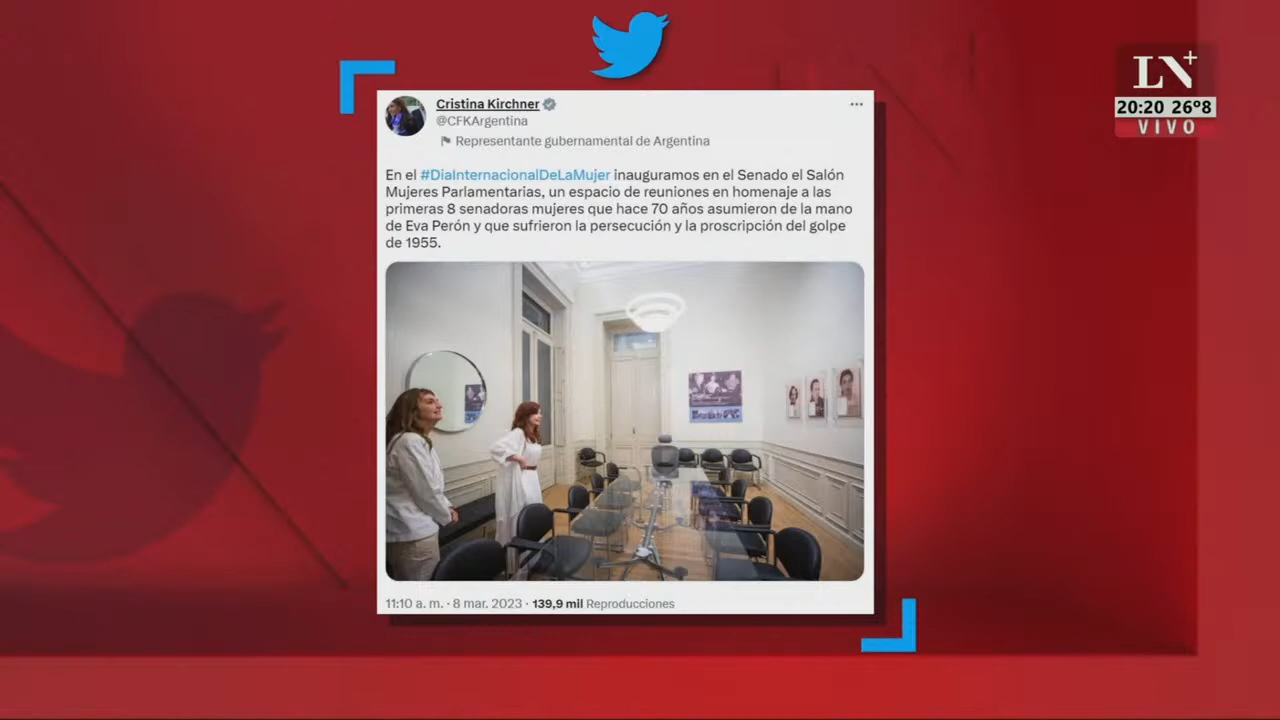 LN+
20:20 26º8
VIVO
Cristina Kirchner
@CFKArgentina
Representante gubernamental de Argentina
En el #DiaInternacionalDeLaMujer inauguramos en el Senado el Salón
Mujeres Parlamentarias, un espacio de reuniones en homenaje a las
primeras 8 senadoras mujeres que hace 70 años asumieron de la mano
de Eva Perón y que sufrieron la persecución y la proscripción del golpe
de 1955.
11:10 a. m. · 8 mar. 2023 · 139,9 mil Reproducciones